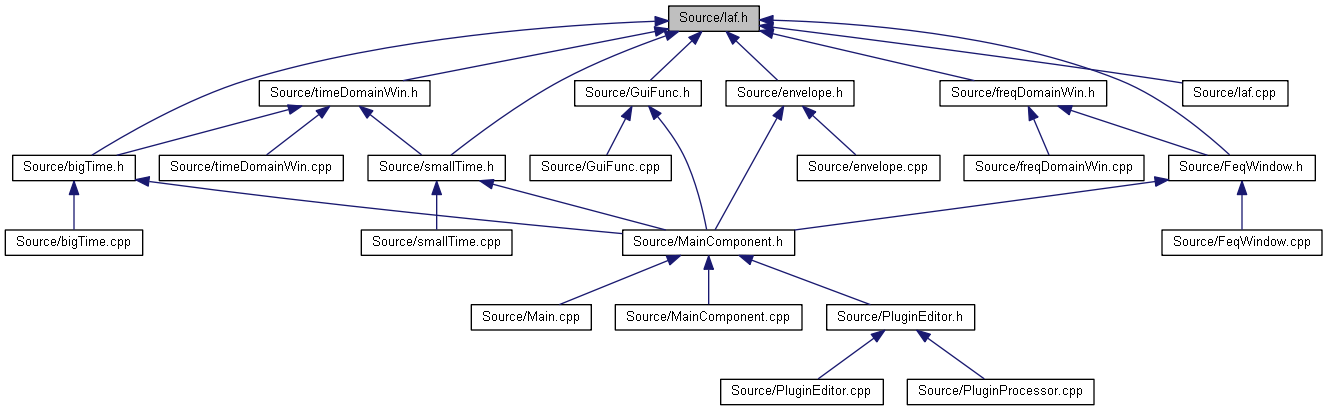 Source/laf.h
Source/timeDomainWin.h
Source/GuiFunc.h
Source/envelope.h
Source/freqDomainWin.h
Source/laf.cpp
Source/bigTime.h
Source/timeDomainWin.cpp
Source/smallTime.h
Source/GuiFunc.cpp
Source/envelope.cpp
Source/freqDomainWin.cpp
Source/FeqWindow.h
Source/bigTime.cpp
Source/smallTime.cpp
Source/MainComponent.h
Source/FeqWindow.cpp
Source/Main.cpp
Source/MainComponent.cpp
Source/PluginEditor.h
Source/PluginEditor.cpp
Source/PluginProcessor.cpp